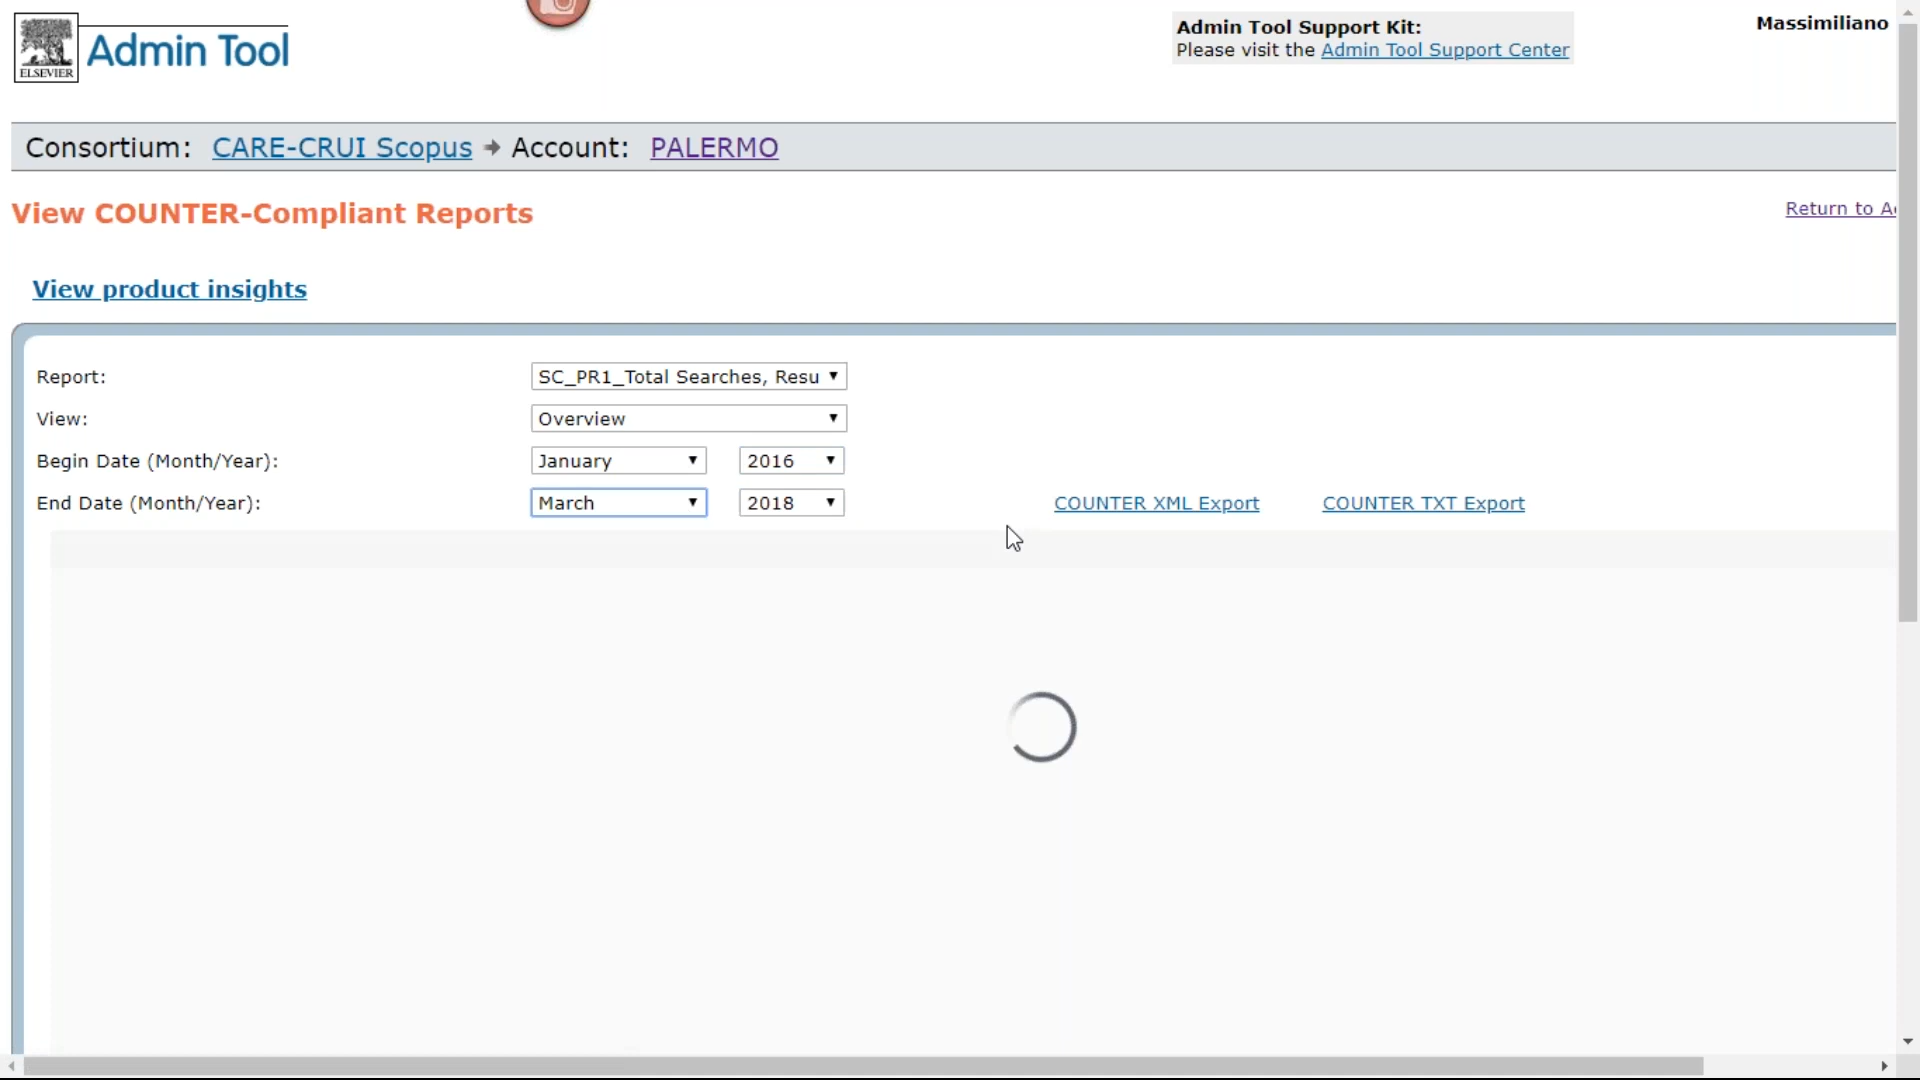 Admin Tool Support Kit:
Massimiliano
ELSEVIER
Admin Tool
Please visit the Admin Tool Support Center
Consortium: CARE-CRUI Scopus → Account: PALERMO
View COUNTER-Compliant Reports
Return to A
View product insights
Report: SC_PR1_Total Searches, Resu
View: Overview
Begin Date (Month/Year): January 2016
End Date (Month/Year): March 2018 COUNTER XML Export COUNTER TXT Export